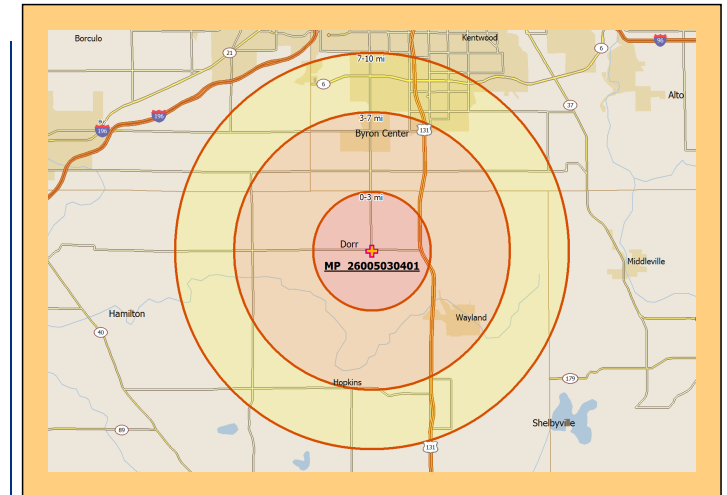 Borculo
Kentwood
21
6
96
7-10 mi
6
37
Alto
196
196
3-7 mi
131
Byron Center
0-3 mi
Dorr
MP_26005030401
Middleville
Hamilton
Wayland
40
Hopkins
179
89
Shelbyville
131